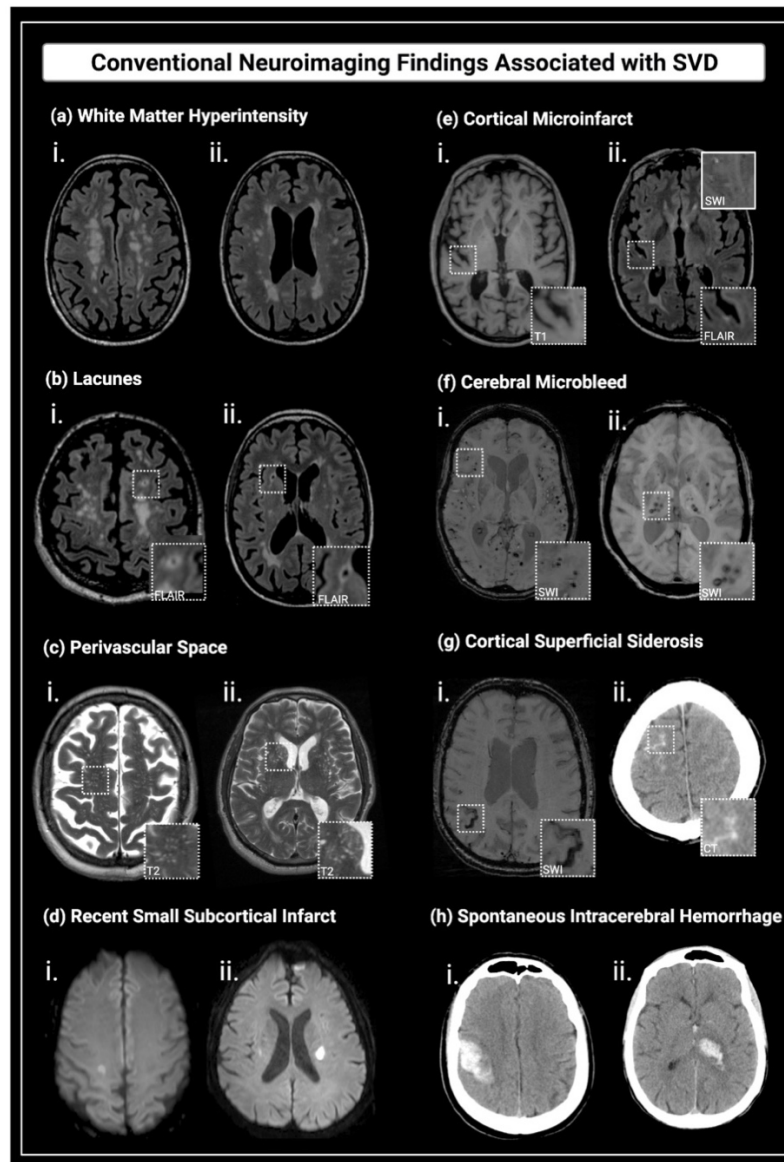 Conventional Neuroimaging Findings Associated with SVD
(a) White Matter Hyperintensity
i.
ii.
(b) Lacunes
i.
ii.
FLAIR
FLAIR
(c) Perivascular Space
i.
ii.
T2
T2
(d) Recent Small Subcortical Infarct
i.
ii.
(e) Cortical Microinfarct
i.
ii.
SWI
T1
FLAIR
(f) Cerebral Microbleed
i.
ii.
SWI
SWI
(g) Cortical Superficial Siderosis
i.
ii.
SWI
CT
(h) Spontaneous Intracerebral Hemorrhage
i.
ii.